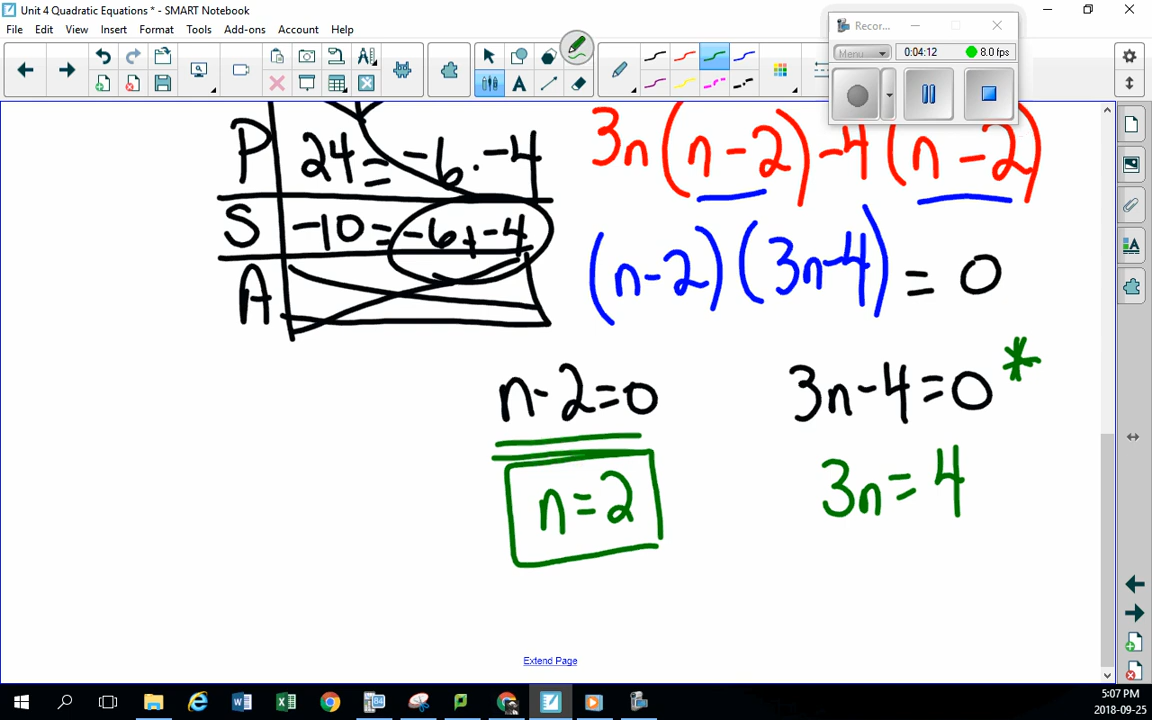 Unit 4 Quadratic Equations * - SMART Notebook
Recor...
File Edit View Insert Format Tools Add-ons Account Help
Menu 0:04:12 8.0 fps
A
P 24 = -6 · -4
3n(n-2)-4(n-2)
S -10 = -6+-4
(n-2)(3n-4) = 0
A
n-2=0
3n-4=0*
n=2
3n=4
Extend Page
5:07 PM
2018-09-25